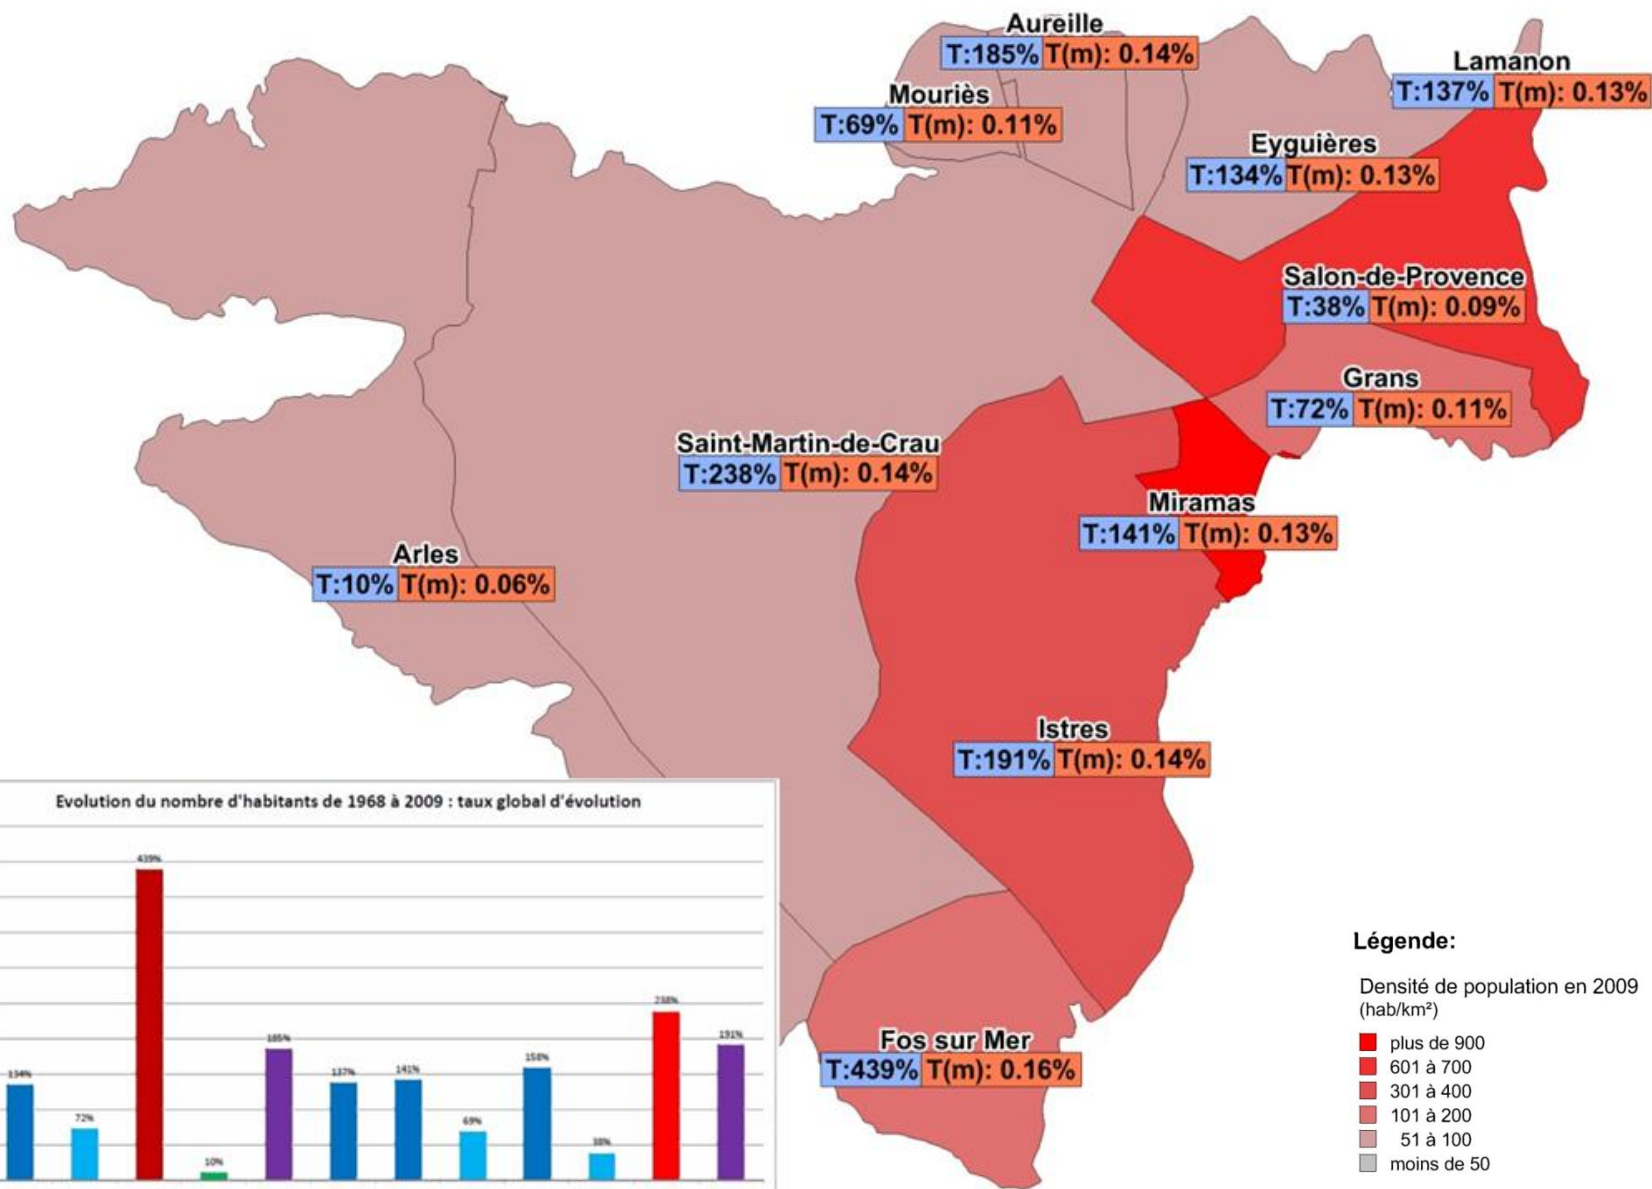 Aureille
T:185% T(m): 0.14%
Lamanon
T:137% T(m): 0.13%
Mouriès
T:69% T(m): 0.11%
Eyguières
T:134% T(m): 0.13%
Salon-de-Provence
T:38% T(m): 0.09%
Grans
T:72% T(m): 0.11%
Saint-Martin-de-Crau
T:238% T(m): 0.14%
Miramas
T:141% T(m): 0.13%
Arles
T:10% T(m): 0.06%
Istres
T:191% T(m): 0.14%
Evolution du nombre d'habitants de 1968 à 2009 : taux global d'évolution
439%
238%
191%
185%
158%
141%
137%
134%
72%
69%
38%
10%
Fos sur Mer
T:439% T(m): 0.16%
Légende:
Densité de population en 2009
(hab/km²)
plus de 900
601 à 700
301 à 400
101 à 200
51 à 100
moins de 50